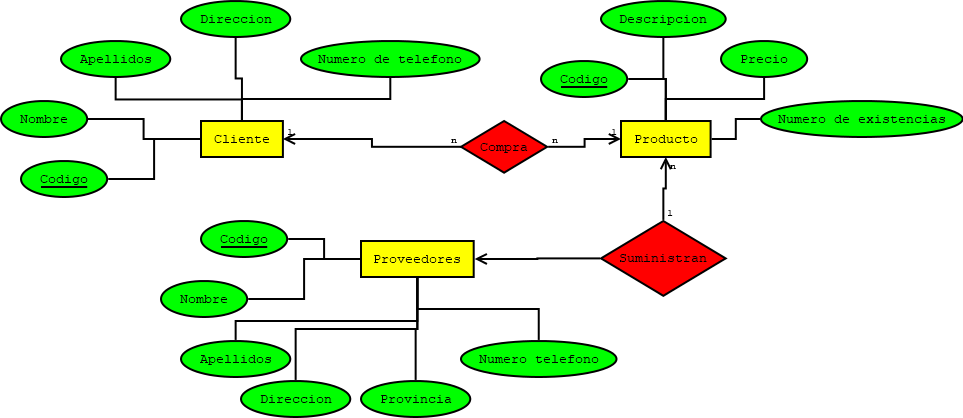 Direccion
Descripcion
Apellidos
Numero de telefono
Precio
Codigo
Nombre
Numero de existencias
Cliente
1
n
Compra
n
1
Producto
Codigo
n
1
Codigo
Proveedores
Suministran
Nombre
Apellidos
Numero telefono
Direccion
Provincia